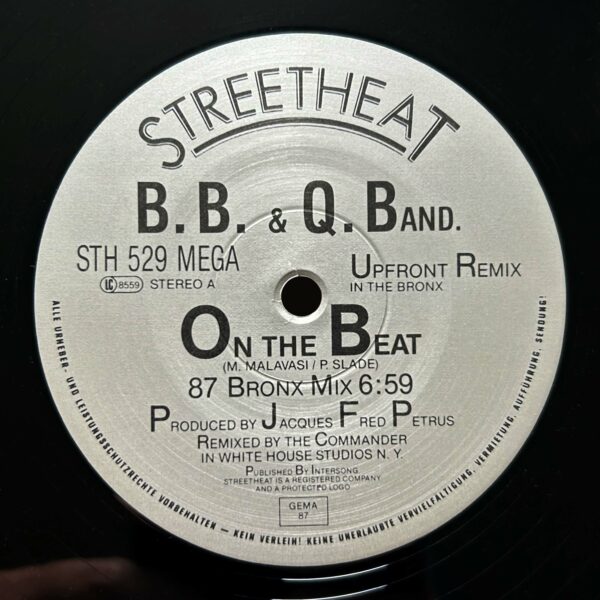 STREETHEAT
B. B. & Q. BAND.
STH 529 MEGA
UPFRONT REMIX
LC 8559 STEREO A
IN THE BRONX
ON THE BEAT
(M. MALAVASI / P. SLADE)
87 BRONX MIX 6:59
PRODUCED BY JACQUES FRED PETRUS
REMIXED BY THE COMMANDER
IN WHITE HOUSE STUDIOS N. Y.
PUBLISHED BY INTERSONG
STREETHEAT IS A REGISTERED COMPANY
AND A PROTECTED LOGO
GEMA
87
ALLE URHEBER- UND LEISTUNGSSCHUTZRECHTE VORBEHALTEN – KEIN VERLEIH! KEINE UNERLAUBTE VERVIELFÄLTIGUNG, VERMIETUNG, AUFFÜHRUNG, SENDUNG!